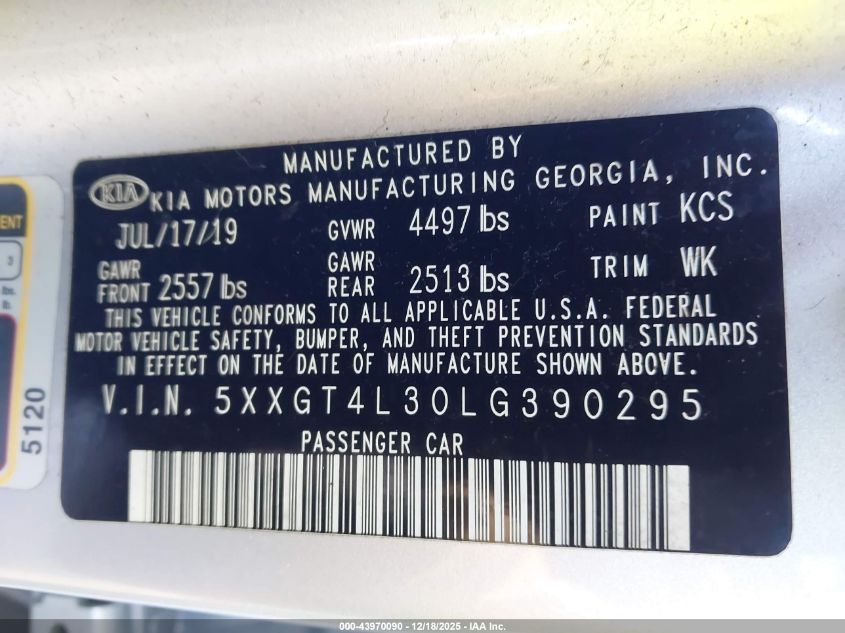 MANUFACTURED BY
KIA KIA MOTORS MANUFACTURING GEORGIA, INC.
JUL/17/19 GVWR 4497 lbs PAINT KCS
GAWR FRONT 2557 lbs GAWR REAR 2513 lbs TRIM WK
THIS VEHICLE CONFORMS TO ALL APPLICABLE U.S.A. FEDERAL
MOTOR VEHICLE SAFETY, BUMPER, AND THEFT PREVENTION STANDARDS
IN EFFECT ON THE DATE OF MANUFACTURE SHOWN ABOVE.
V.I.N. 5XXGT4L30LG390295
PASSENGER CAR
3
lbs.
lb.
5120
000-43970090 - 12/18/2025 - IAA Inc.